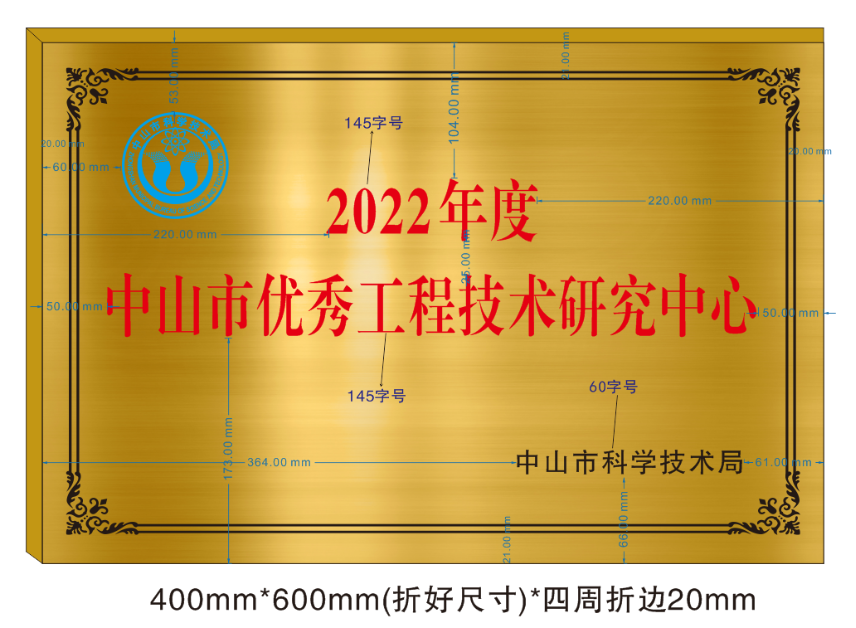 53.00 mm
20.00 mm
104.00 mm
145字号
20.00 mm
20.00 mm
60.00 mm
2022年度
220.00 mm
220.00 mm
50.00 mm
中山市优秀工程技术研究中心
50.00 mm
145字号
60字号
173.00 mm
364.00 mm
中山市科学技术局
61.00 mm
66.00 mm
21.00 mm
400mm*600mm(折好尺寸)*四周折边20mm